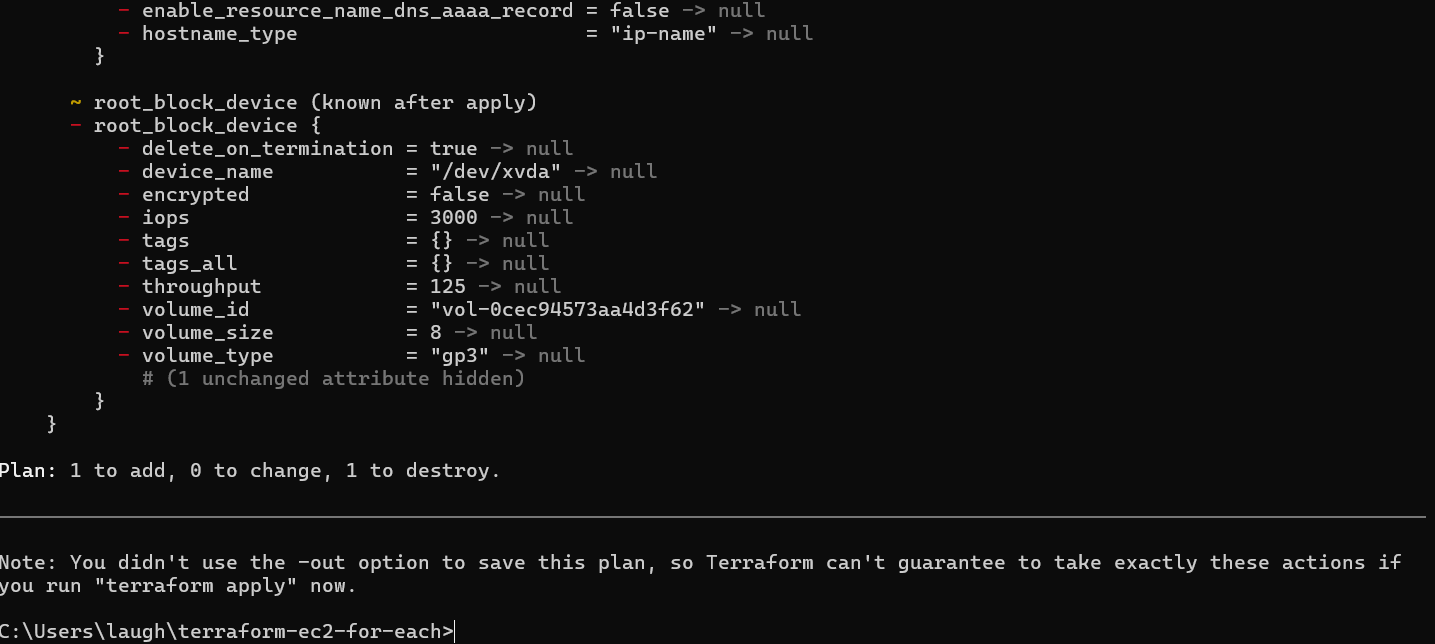 - enable_resource_name_dns_aaaa_record = false -> null
- hostname_type                        = "ip-name" -> null
}
~ root_block_device (known after apply)
- root_block_device {
- delete_on_termination = true -> null
- device_name           = "/dev/xvda" -> null
- encrypted             = false -> null
- iops                  = 3000 -> null
- tags                  = {} -> null
- tags_all              = {} -> null
- throughput            = 125 -> null
- volume_id             = "vol-0cec94573aa4d3f62" -> null
- volume_size           = 8 -> null
- volume_type           = "gp3" -> null
# (1 unchanged attribute hidden)
}
}
Plan: 1 to add, 0 to change, 1 to destroy.
Note: You didn't use the -out option to save this plan, so Terraform can't guarantee to take exactly these actions if
you run "terraform apply" now.
C:\Users\laugh\terraform-ec2-for-each>